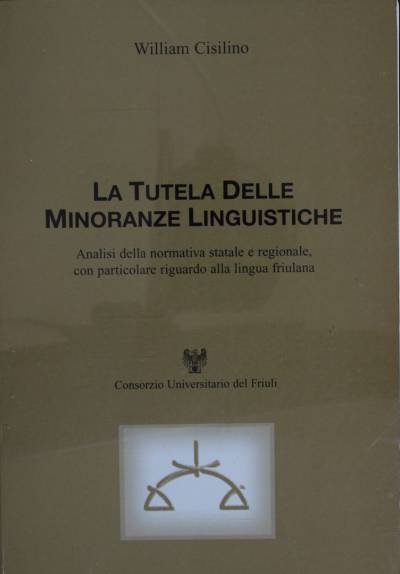 William Cisilino
LA TUTELA DELLE
MINORANZE LINGUISTICHE
Analisi della normativa statale e regionale,
con particolare riguardo alla lingua friulana
Consorzio Universitario del Friuli